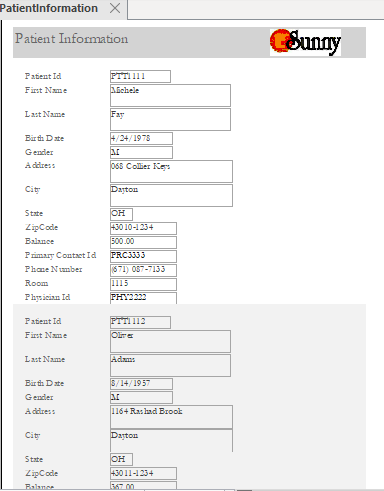 PatientInformation
Patient Information
Sunny
Patient Id PTT1111
First Name Michele
Last Name Fay
Birth Date 4/24/1978
Gender M
Address 068 Collier Keys
City Dayton
State OH
ZipCode 43010-1234
Balance 500.00
Primary Contact Id PRC3333
Phone Number (671) 087-7133
Room 1115
Physician Id PHY2222
Patient Id PTT1112
First Name Oliver
Last Name Adams
Birth Date 8/14/1957
Gender M
Address 1164 Rashad Brook
City Dayton
State OH
ZipCode 43011-1234
Balance 367.00